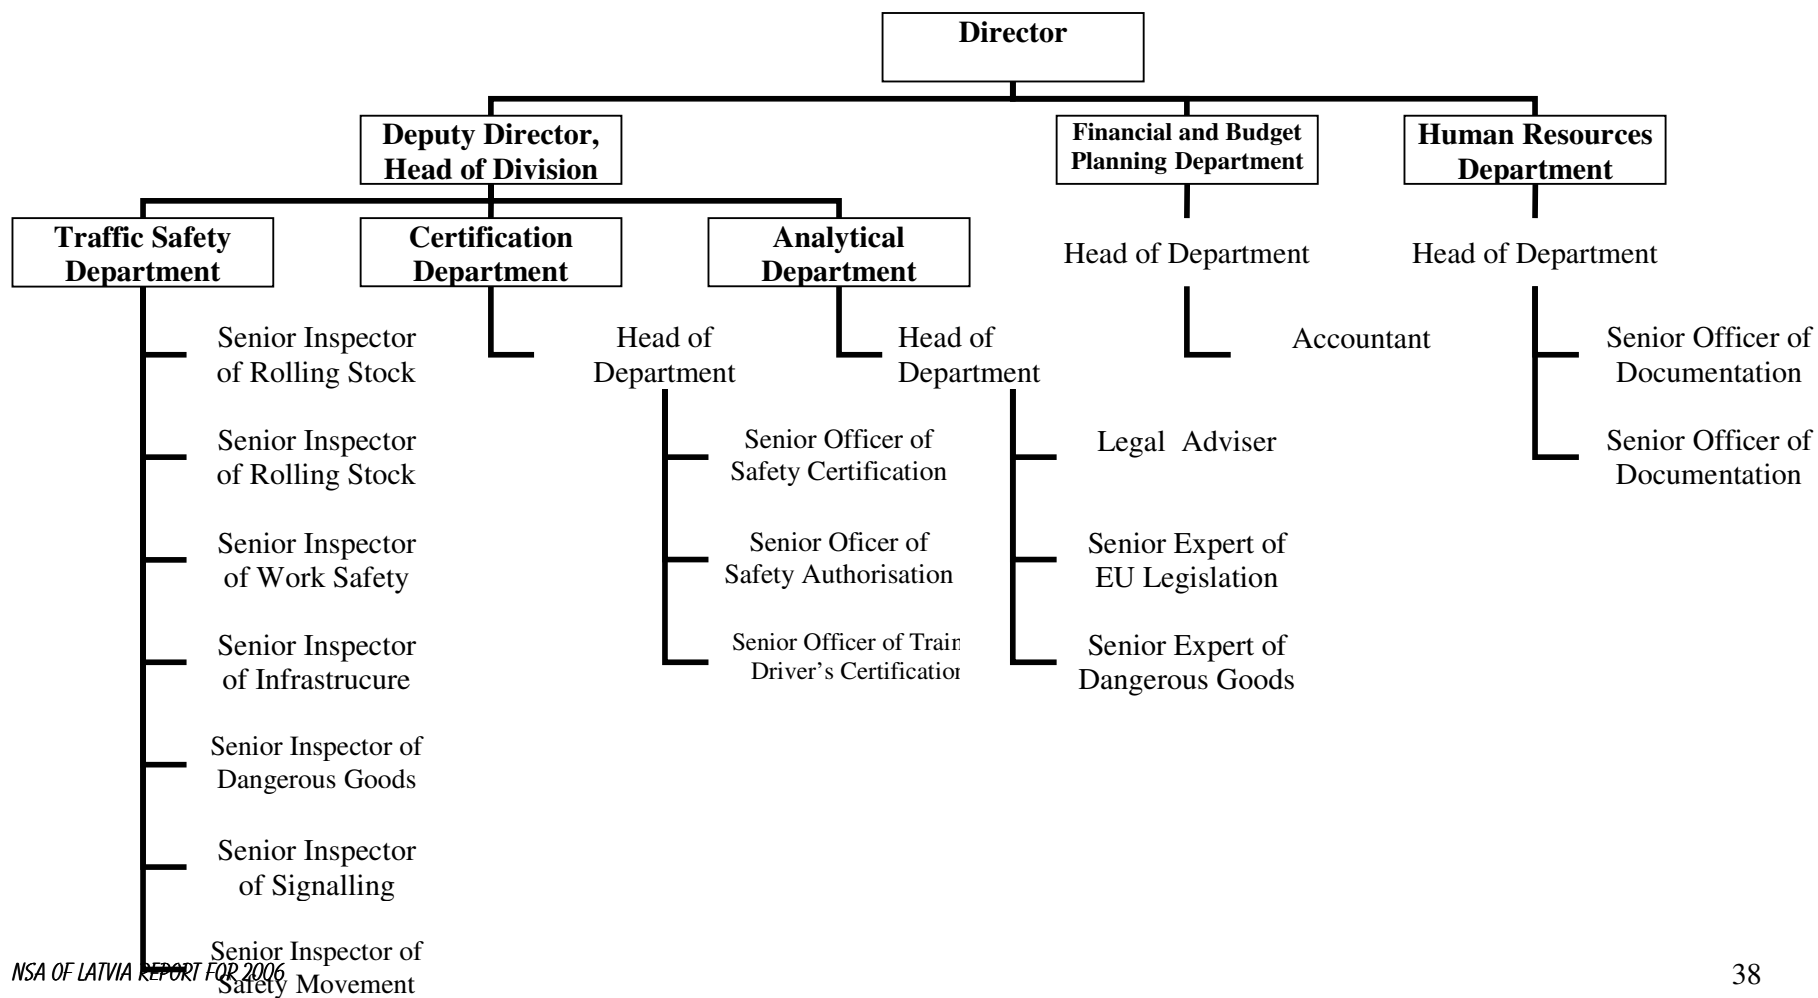 Director
Deputy Director,
Head of Division
Financial and Budget
Planning Department
Human Resources
Department
Traffic Safety
Department
Certification
Department
Analytical
Department
Head of Department
Head of Department
Senior Inspector
of Rolling Stock
Head of
Department
Head of
Department
Accountant
Senior Officer of
Documentation
Senior Inspector
of Rolling Stock
Senior Officer of
Safety Certification
Legal Adviser
Senior Officer of
Documentation
Senior Inspector
of Work Safety
Senior Oficer of
Safety Authorisation
Senior Expert of
EU Legislation
Senior Inspector
of Infrastrucure
Senior Officer of Train
Driver’s Certification
Senior Expert of
Dangerous Goods
Senior Inspector of
Dangerous Goods
Senior Inspector
of Signalling
Senior Inspector of
Safety Movement
NSA OF LATVIA REPORT FOR 2006
38